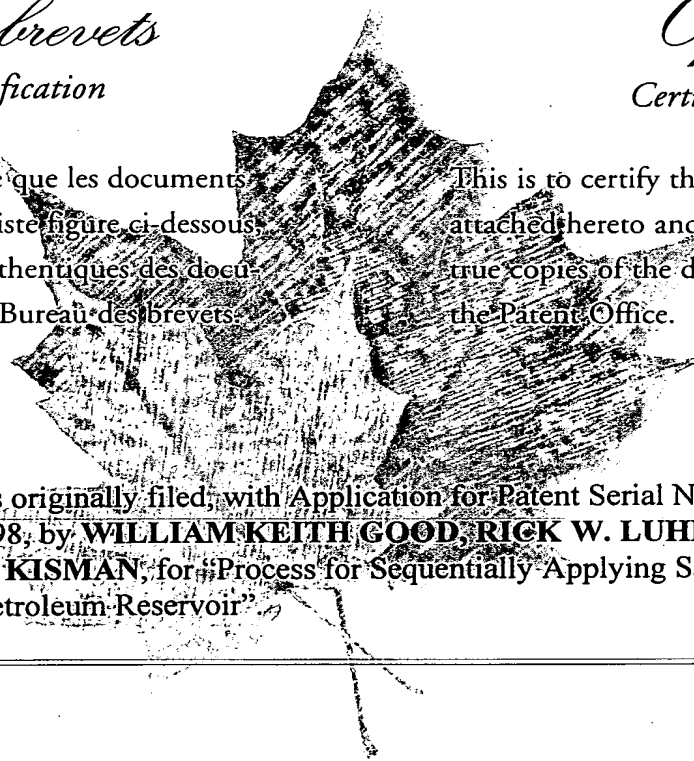 brevets
fication
Certi
que les documents
iste figure ci-dessous,
thentiques des docu-
Bureau des brevets.
This is to certify th
attached hereto and
true copies of the d
the Patent Office.
s originally filed, with Application for Patent Serial N
98, by WILLIAM KEITH GOOD, RICK W. LUH
KISMAN, for “Process for Sequentially Applying S
etroleum Reservoir”.